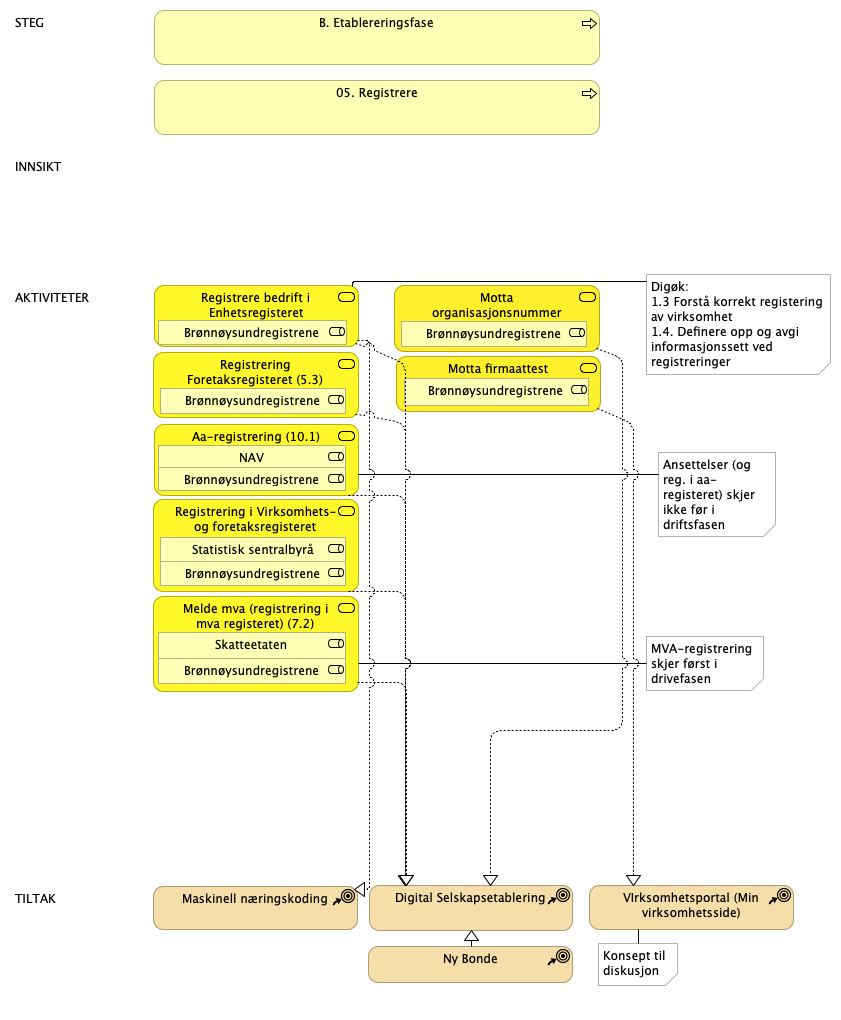 STEG
B. Etablereringsfase
05. Registrere
INNSIKT
AKTIVITETER
Registrere bedrift i
Enhetsregisteret
Brønnøysundregistrene
Motta
organisasjonsnummer
Brønnøysundregistrene
Digøk:
1.3 Forstå korrekt registering
av virksomhet
1.4. Definere opp og avgi
informasjonssett ved
registreringer
Registrering
Foretaksregisteret (5.3)
Brønnøysundregistrene
Motta firmaattest
Brønnøysundregistrene
Aa-registrering (10.1)
NAV
Brønnøysundregistrene
Ansettelser (og
reg. i aa-
registeret) skjer
ikke før i
driftsfasen
Registrering i Virksomhets-
og foretaksregisteret
Statistisk sentralbyrå
Brønnøysundregistrene
Melde mva (registrering i
mva registeret) (7.2)
Skatteetaten
Brønnøysundregistrene
MVA-registrering
skjer først i
drivefasen
TILTAK
Maskinell næringskoding
Digital Selskapsetablering
VIrksomhetsportal (Min
virksomhetsside)
Ny Bonde
Konsept til
diskusjon